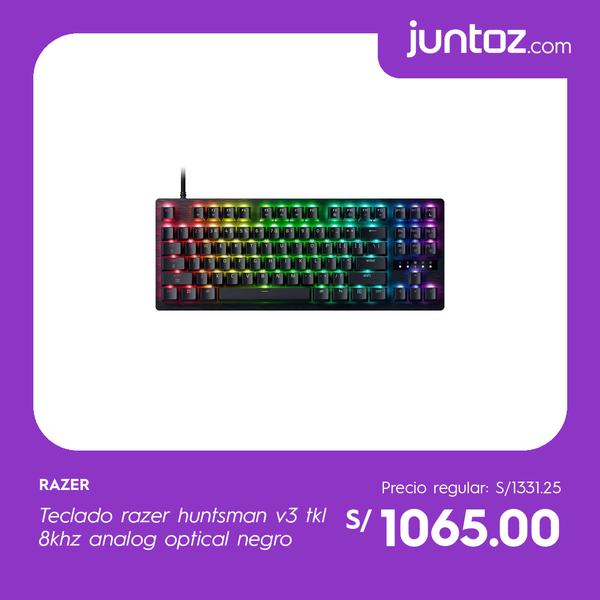 juntoz.com
RAZER
Teclado razer huntsman v3 tkl
8khz analog optical negro
Precio regular: S/1331.25
S/ 1065.00